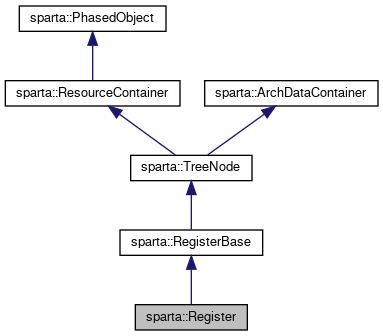 sparta::PhasedObject
sparta::ResourceContainer
sparta::ArchDataContainer
sparta::TreeNode
sparta::RegisterBase
sparta::Register